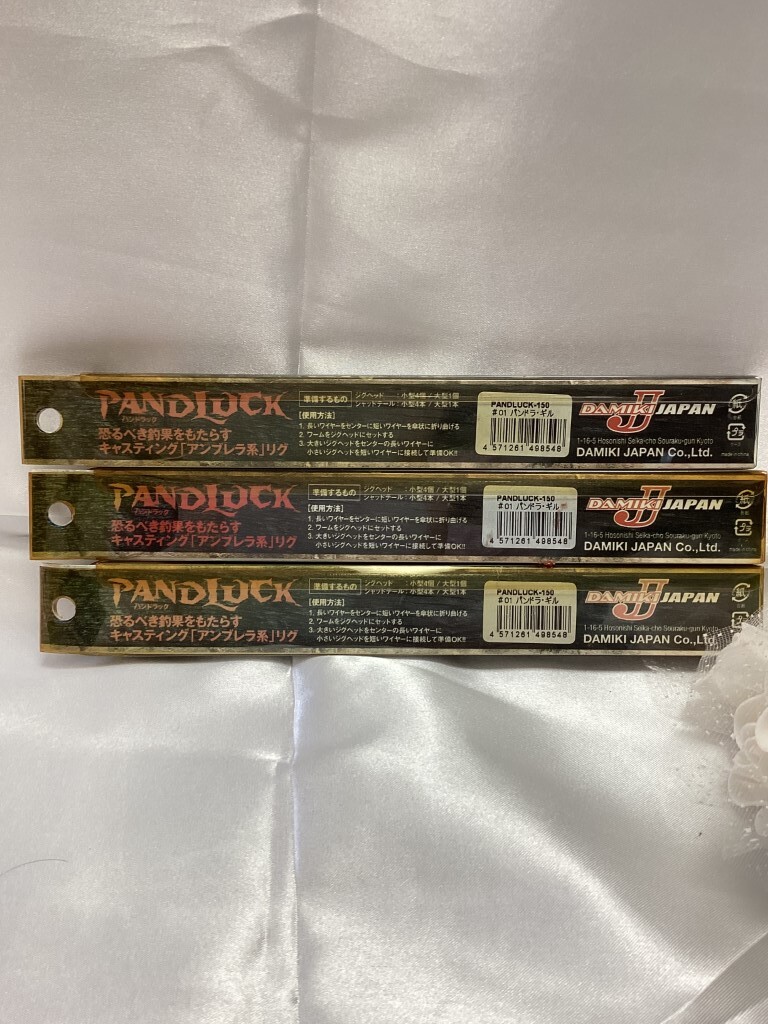 PANDLUCK
パンドラック
恐るべき釣果をもたらす
キャスティング「アンブレラ系」リグ
準備するもの
ジグヘッド :小型4個 / 大型1個
シャッドテール :小型4本 / 大型1本
[使用方法]
1. 長いワイヤーをセンターに短いワイヤーを傘状に折り曲げる
2. ワームをジグヘッドにセットする
3. 大きいジグヘッドをセンターの長いワイヤーに
小さいジグヘッドを短いワイヤーに接続して準備OK!!
PANDLUCK-150
#01 パンドラ・ギル
4 571261 498548
DAMIKI JAPAN
1-16-5 Hosonishi Seika-cho Souraku-gun Kyoto
DAMIKI JAPAN Co.,Ltd.
紙
プラ
made in china
PANDLUCK
パンドラック
恐るべき釣果をもたらす
キャスティング「アンブレラ系」リグ
準備するもの
ジグヘッド :小型4個 / 大型1個
シャッドテール :小型4本 / 大型1本
[使用方法]
1. 長いワイヤーをセンターに短いワイヤーを傘状に折り曲げる
2. ワームをジグヘッドにセットする
3. 大きいジグヘッドをセンターの長いワイヤーに
小さいジグヘッドを短いワイヤーに接続して準備OK!!
PANDLUCK-150
#01 パンドラ・ギル
4 571261 498548
DAMIKI JAPAN
1-16-5 Hosonishi Seika-cho Souraku-gun Kyoto
DAMIKI JAPAN Co.,Ltd.
紙
プラ
made in china
PANDLUCK
パンドラック
恐るべき釣果をもたらす
キャスティング「アンブレラ系」リグ
準備するもの
ジグヘッド :小型4個 / 大型1個
シャッドテール :小型4本 / 大型1本
[使用方法]
1. 長いワイヤーをセンターに短いワイヤーを傘状に折り曲げる
2. ワームをジグヘッドにセットする
3. 大きいジグヘッドをセンターの長いワイヤーに
小さいジグヘッドを短いワイヤーに接続して準備OK!!
PANDLUCK-150
#01 パンドラ・ギル
4 571261 498548
DAMIKI JAPAN
1-16-5 Hosonishi Seika-cho Souraku-gun Kyoto
DAMIKI JAPAN Co.,Ltd.
紙